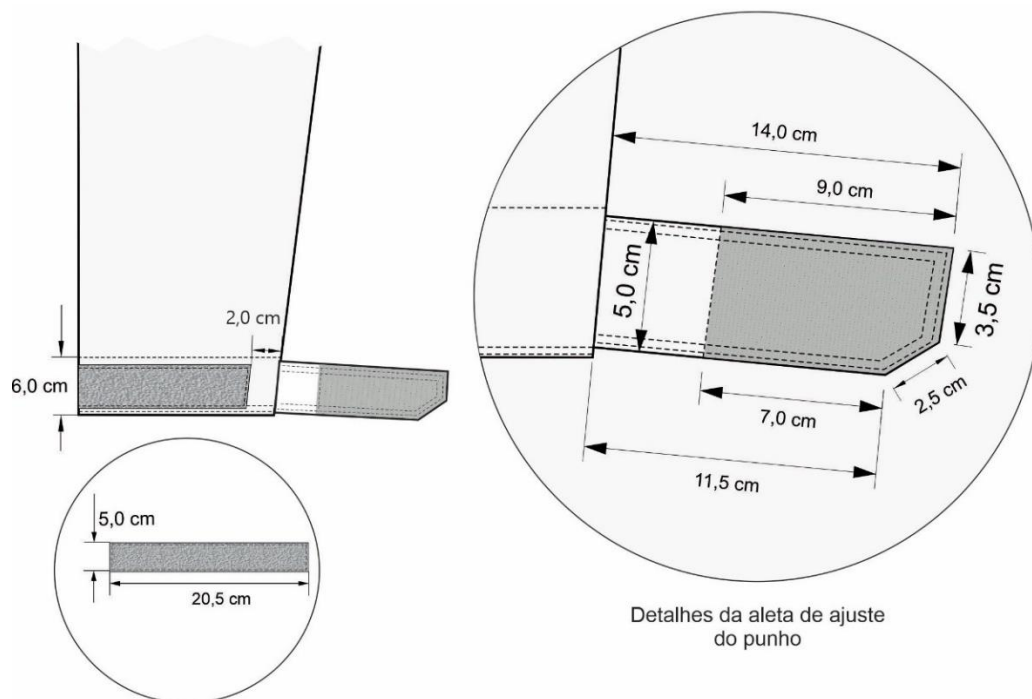 14,0 cm
9,0 cm
5,0 cm
3,5 cm
2,5 cm
7,0 cm
11,5 cm
2,0 cm
6,0 cm
5,0 cm
20,5 cm
Detalhes da aleta de ajuste
do punho